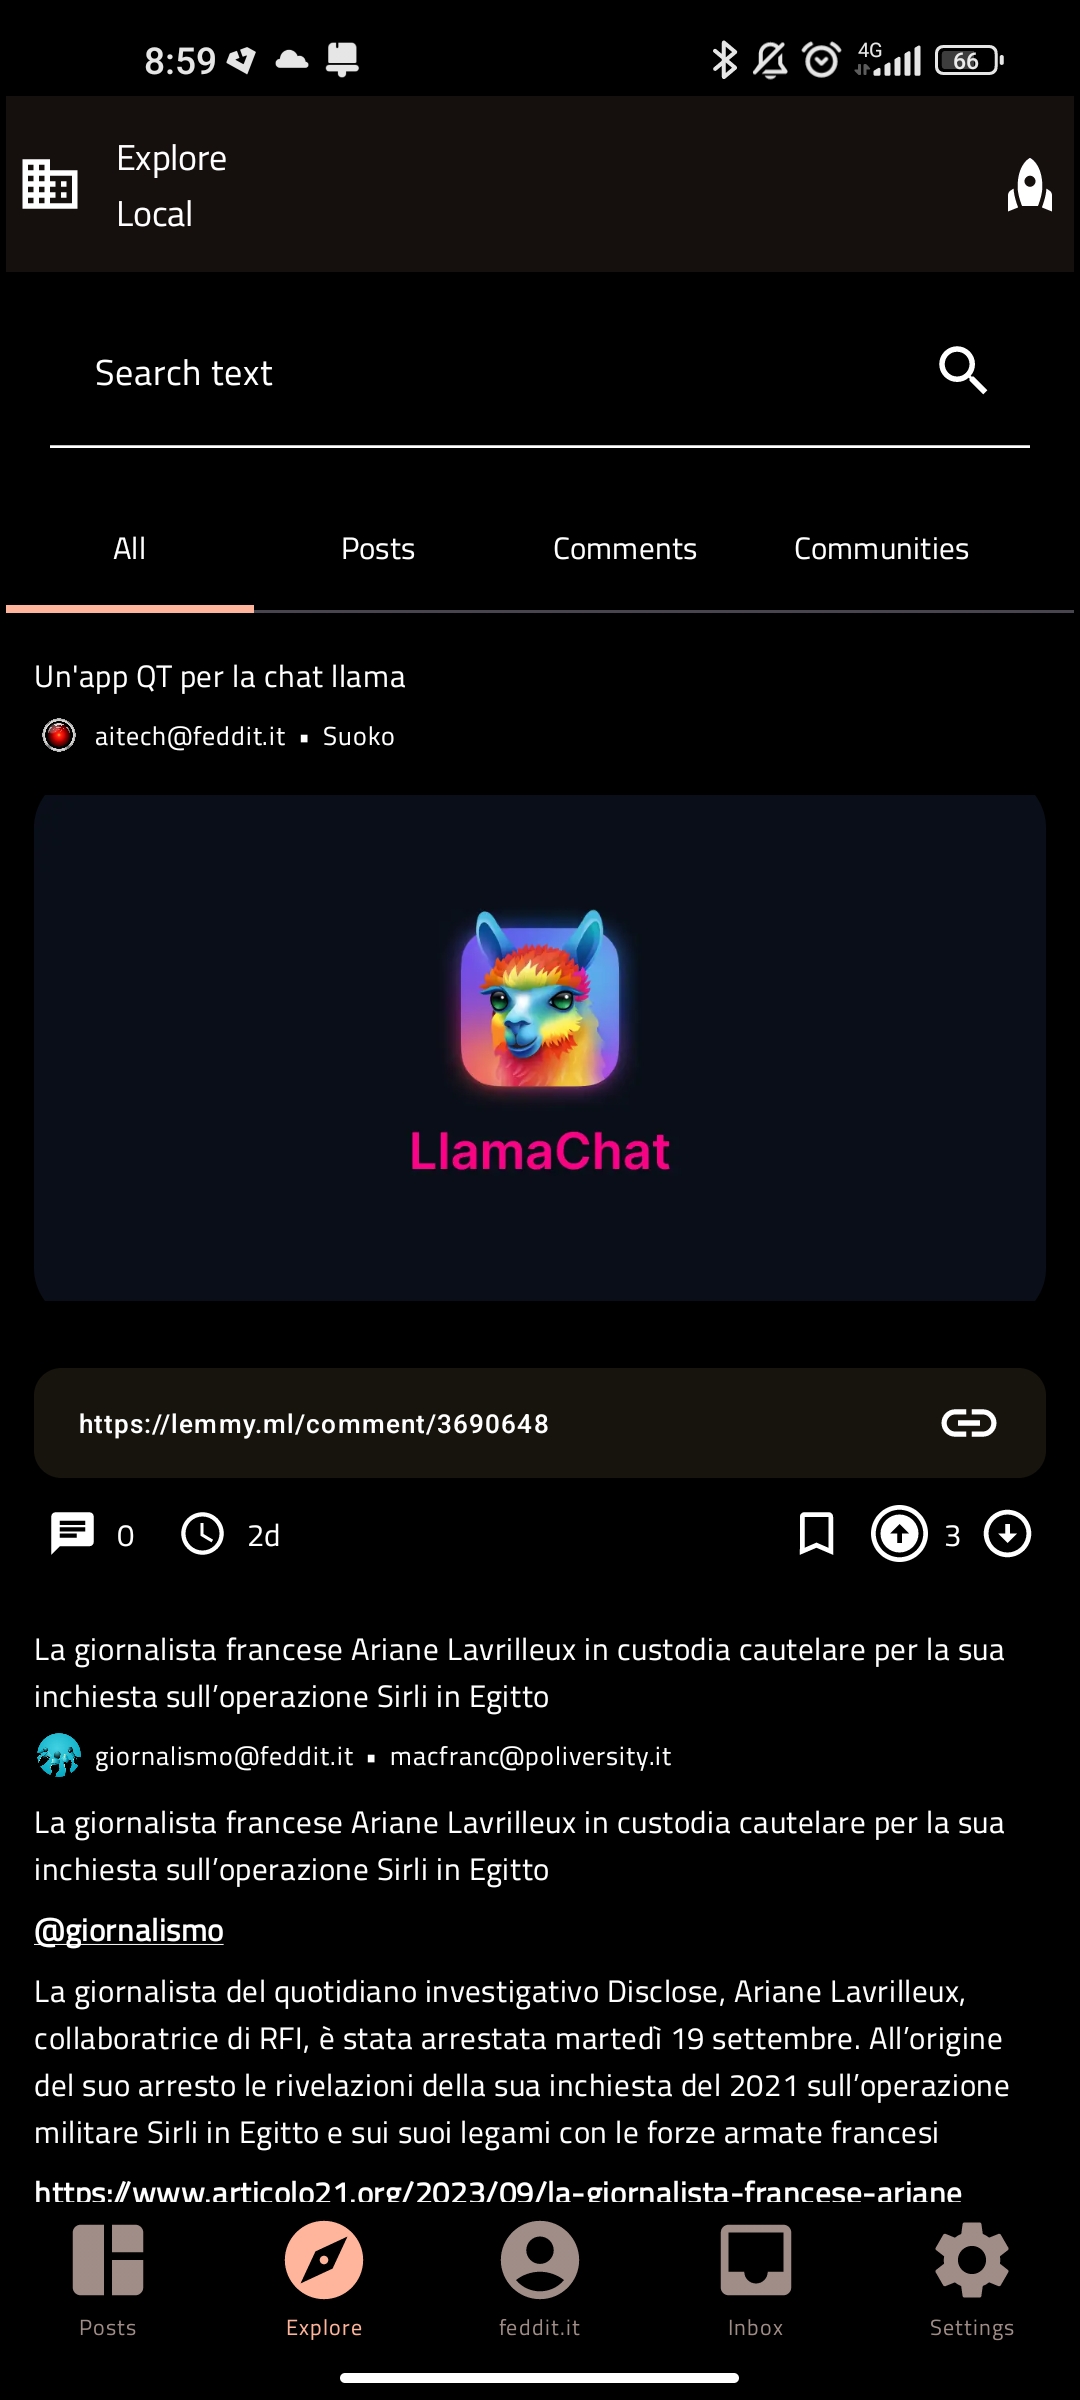 8:59
4G
66
Explore
Local
Search text
All Posts Comments Communities
Un'app QT per la chat llama
aitech@feddit.it ▪ Suoko
LlamaChat
https://lemmy.ml/comment/3690648
0 2d 3
La giornalista francese Ariane Lavrilleux in custodia cautelare per la sua
inchiesta sull’operazione Sirli in Egitto
giornalismo@feddit.it ▪ macfranc@poliversity.it
La giornalista francese Ariane Lavrilleux in custodia cautelare per la sua
inchiesta sull’operazione Sirli in Egitto
@giornalismo
La giornalista del quotidiano investigativo Disclose, Ariane Lavrilleux,
collaboratrice di RFI, è stata arrestata martedì 19 settembre. All’origine
del suo arresto le rivelazioni della sua inchiesta del 2021 sull’operazione
militare Sirli in Egitto e sui suoi legami con le forze armate francesi
https://www.articolo21.org/2023/09/la-giornalista-francese-ariane
Posts Explore feddit.it Inbox Settings